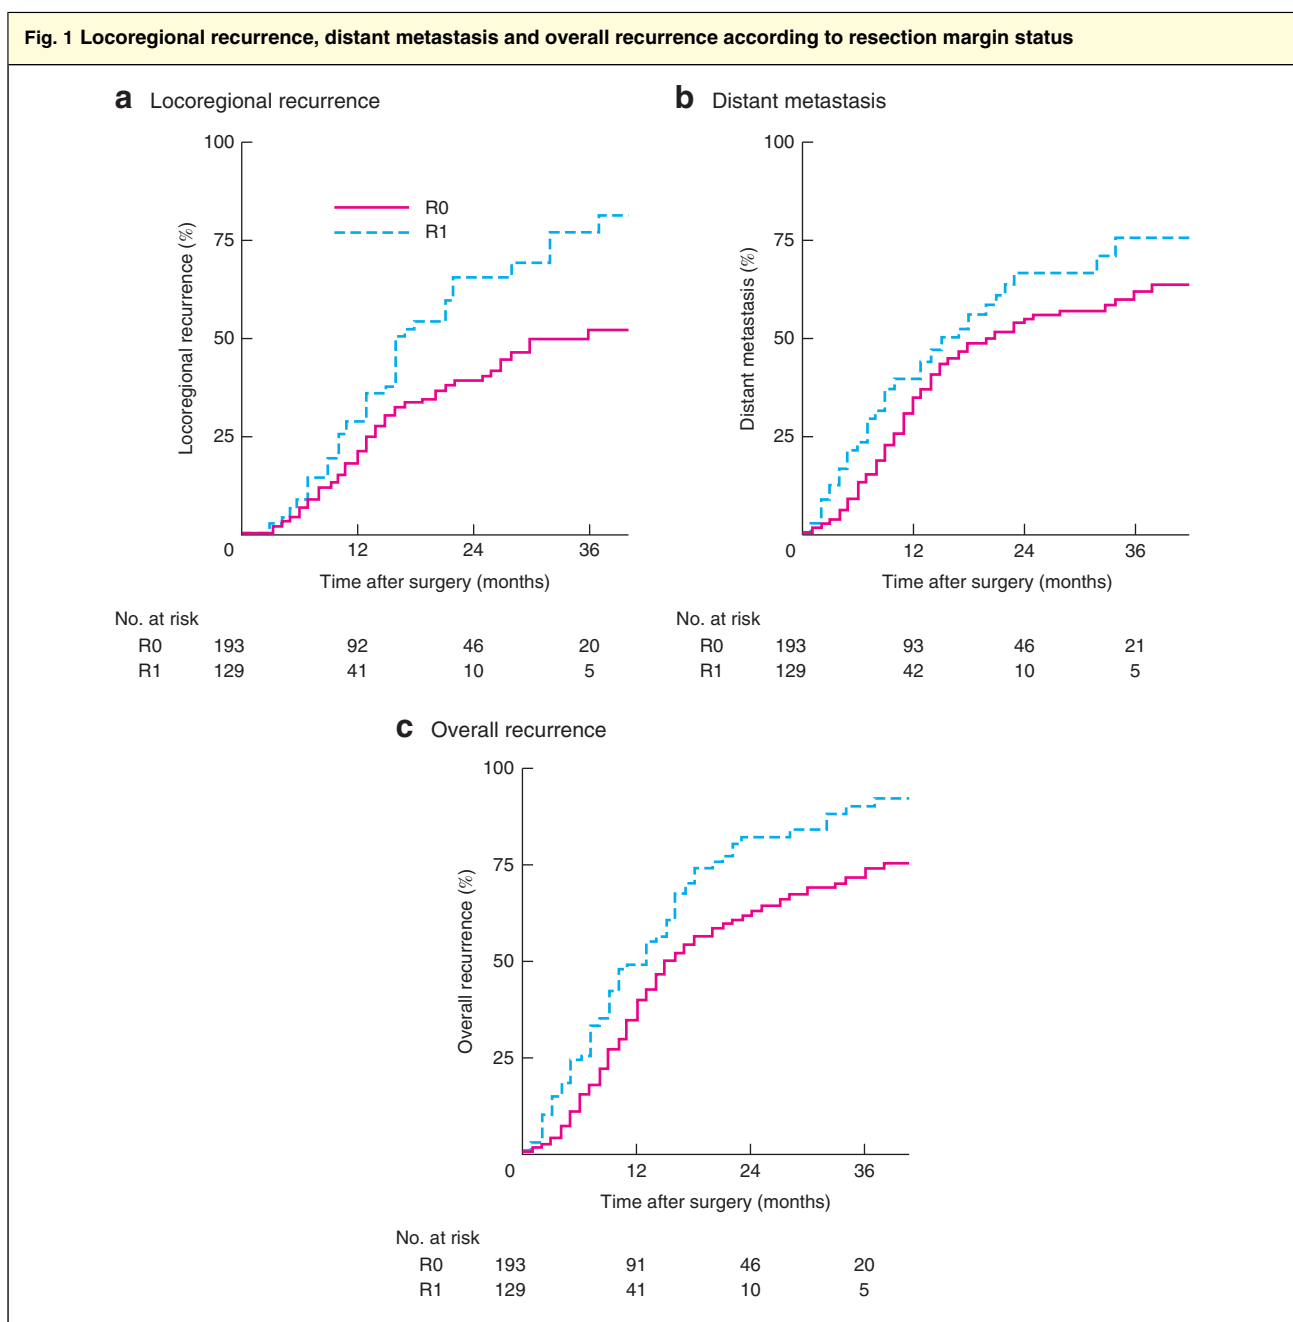 Fig. 1 Locoregional recurrence, distant metastasis and overall recurrence according to resection margin status
a Locoregional recurrence
100
75
50
25
0
12
24
36
Locoregional recurrence (%)
R0
R1
Time after surgery (months)
No. at risk
R0 193 92 46 20
R1 129 41 10 5
b Distant metastasis
100
75
50
25
0
12
24
36
Distant metastasis (%)
Time after surgery (months)
No. at risk
R0 193 93 46 21
R1 129 42 10 5
c Overall recurrence
100
75
50
25
0
12
24
36
Overall recurrence (%)
Time after surgery (months)
No. at risk
R0 193 91 46 20
R1 129 41 10 5